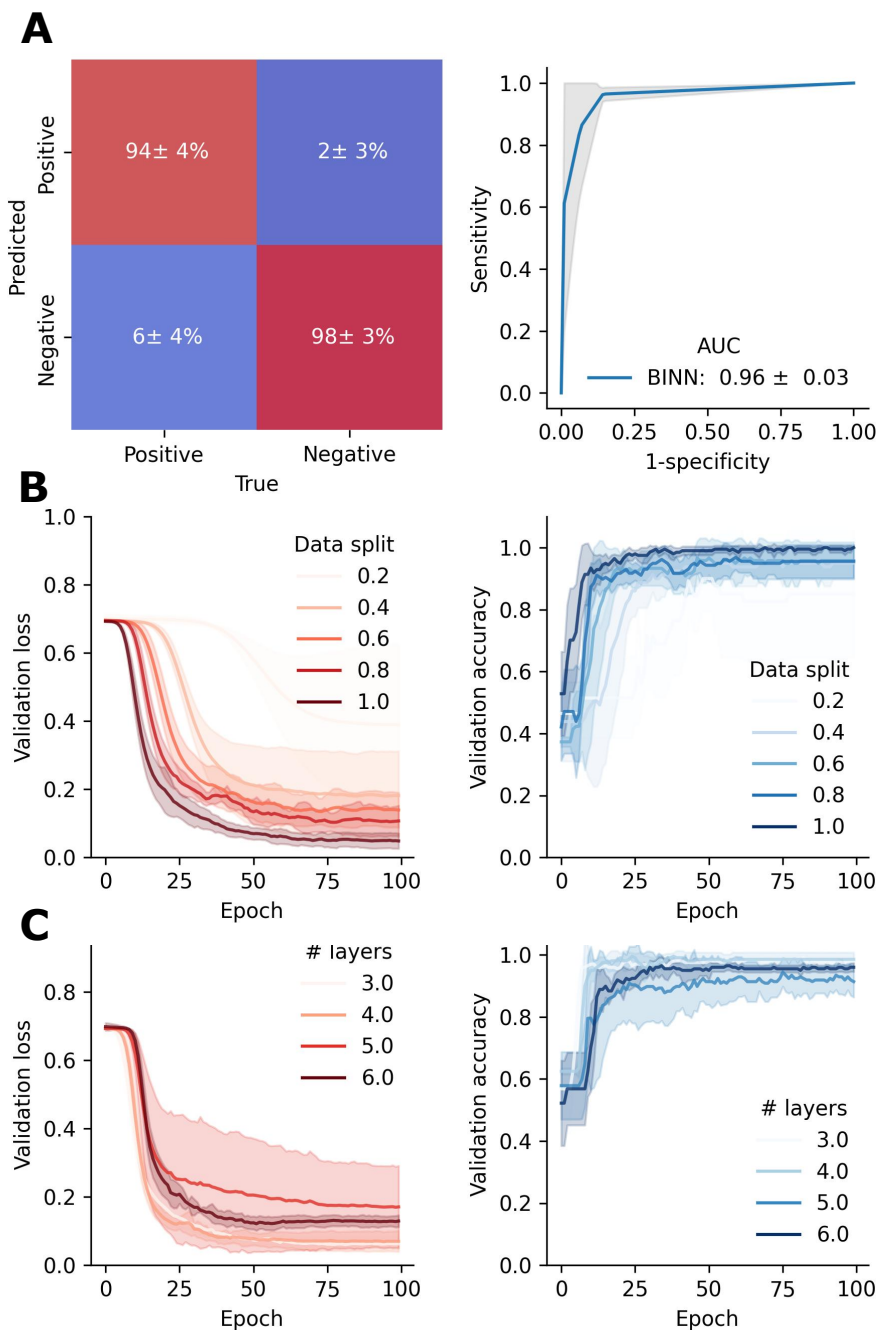 A
Predicted
Positive
Negative
94± 4%
2± 3%
6± 4%
98± 3%
Positive
Negative
True
Sensitivity
1.0
0.8
0.6
0.4
0.2
0.0
AUC
BINN: 0.96 ± 0.03
0.00 0.25 0.50 0.75 1.00
1-specificity
B
Validation loss
1.0
0.8
0.6
0.4
0.2
0.0
Data split
0.2
0.4
0.6
0.8
1.0
0 25 50 75 100
Epoch
Validation accuracy
1.0
0.8
0.6
0.4
0.2
0.0
Data split
0.2
0.4
0.6
0.8
1.0
0 25 50 75 100
Epoch
C
Validation loss
0.8
0.6
0.4
0.2
0.0
# layers
3.0
4.0
5.0
6.0
0 25 50 75 100
Epoch
Validation accuracy
1.0
0.8
0.6
0.4
0.2
0.0
# layers
3.0
4.0
5.0
6.0
0 25 50 75 100
Epoch